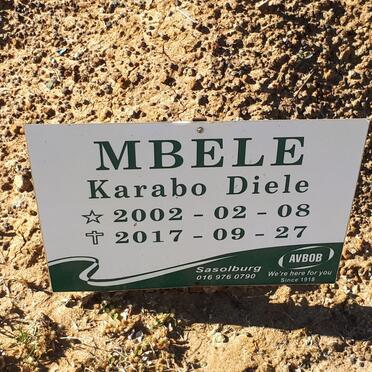 MBELE
Karabo Diele
☆ 2002 - 02 - 08
✝ 2017 - 09 - 27
Sasolburg
016 976 0790
AVBOB
We're here for you
Since 1918